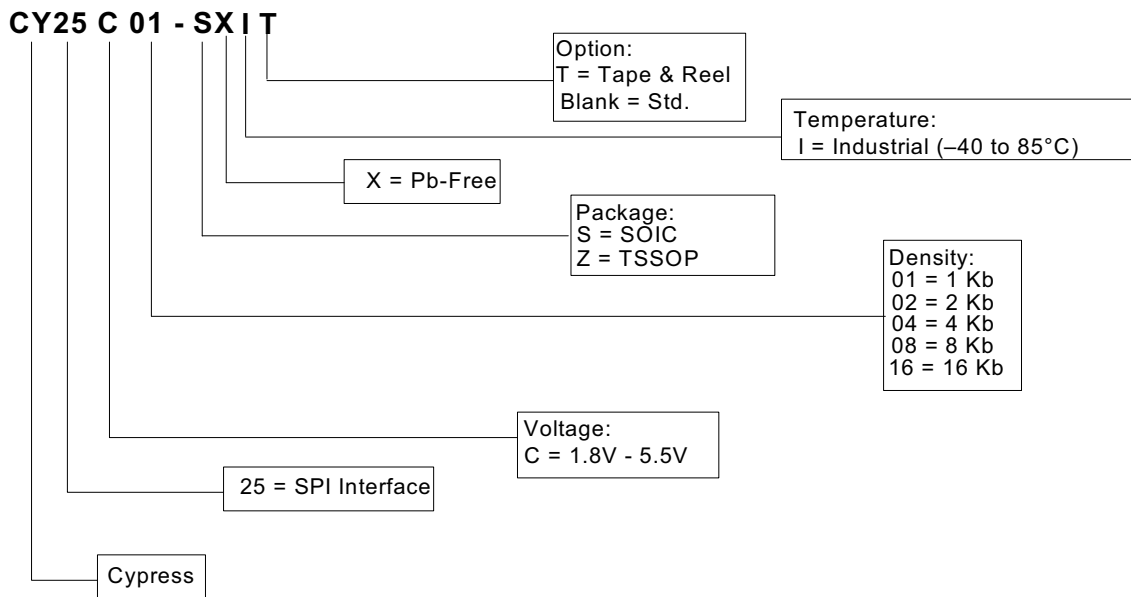 CY25 C 01 - SX I T
Option:
T = Tape & Reel
Blank = Std.
Temperature:
I = Industrial (–40 to 85°C)
X = Pb-Free
Package:
S = SOIC
Z = TSSOP
Density:
01 = 1 Kb
02 = 2 Kb
04 = 4 Kb
08 = 8 Kb
16 = 16 Kb
Voltage:
C = 1.8V - 5.5V
25 = SPI Interface
Cypress